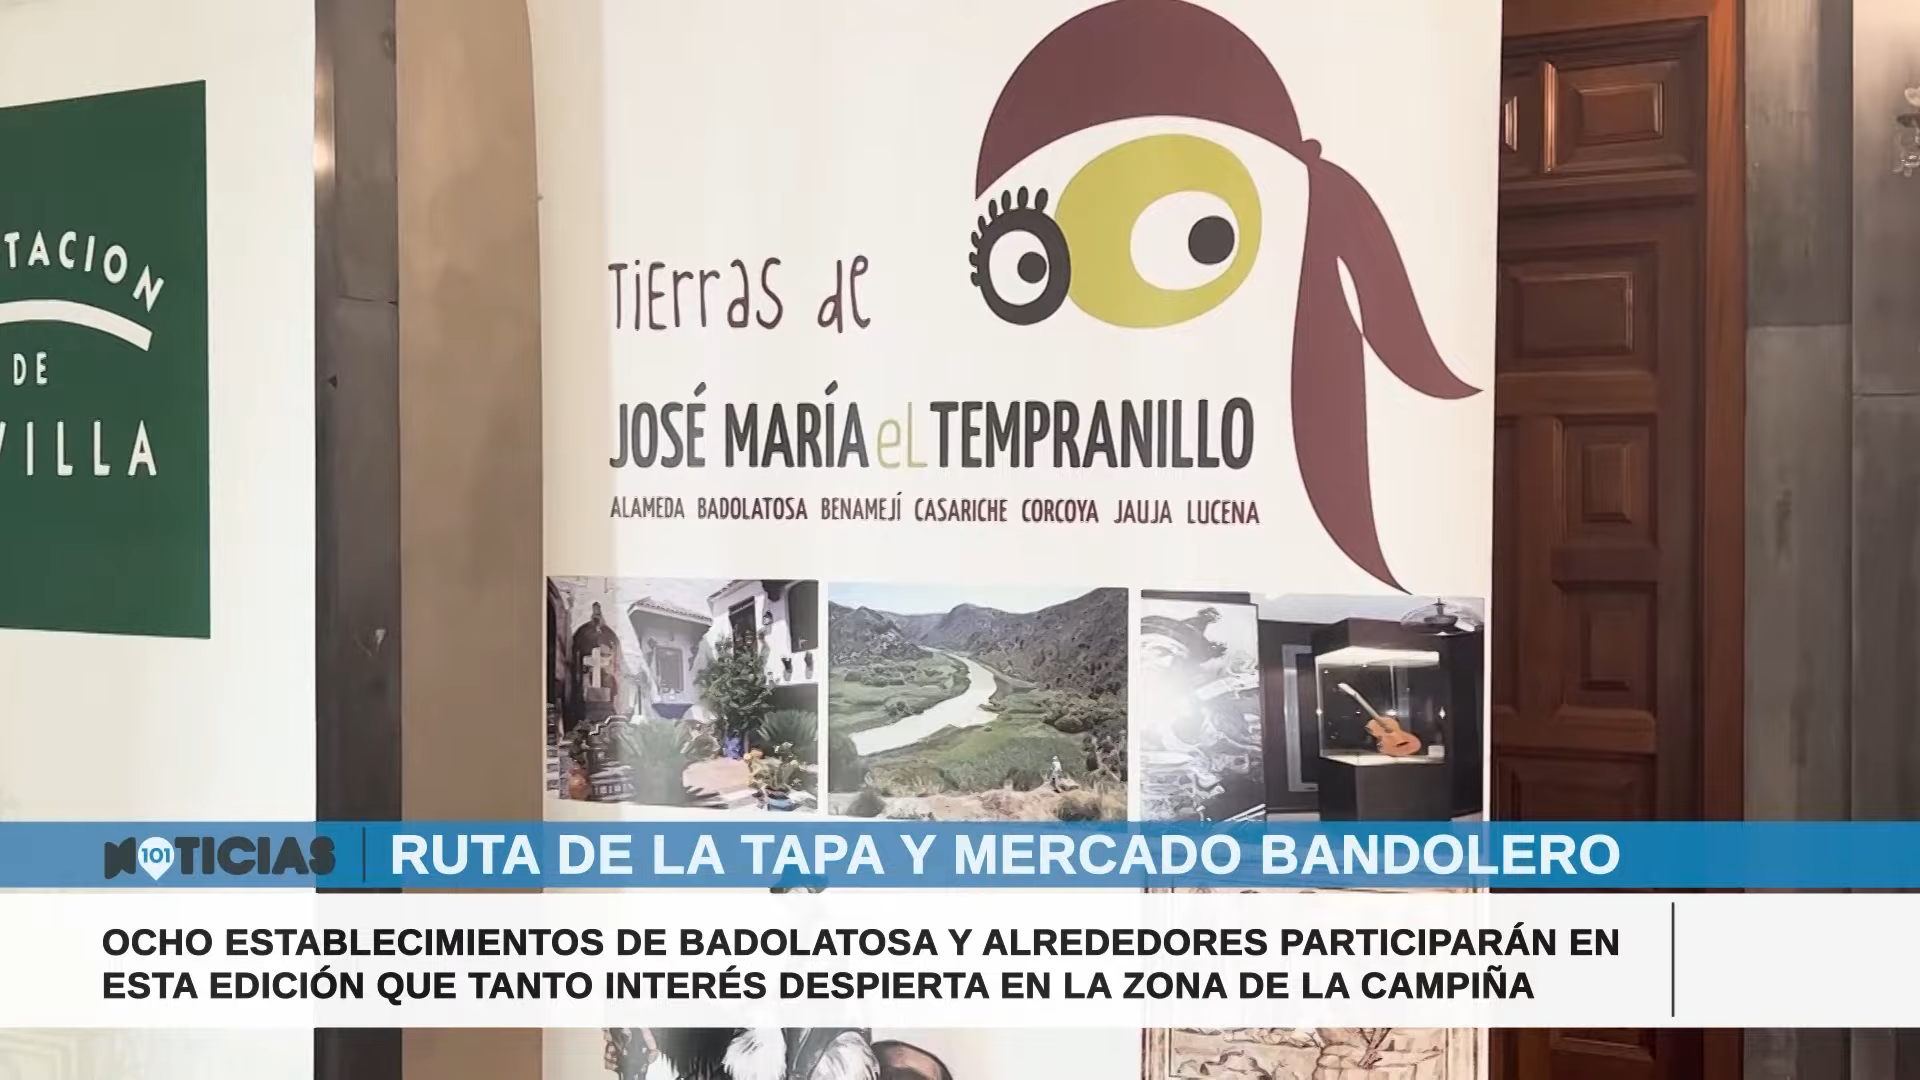 TACION
DE
VILLA
Tierras de
JOSÉ MARÍA eL TEMPRANILLO
ALAMEDA BADOLATOSA BENAMEJÍ CASARICHE CORCOYA JAUJA LUCENA
NOTICIAS 101
RUTA DE LA TAPA Y MERCADO BANDOLERO
OCHO ESTABLECIMIENTOS DE BADOLATOSA Y ALREDEDORES PARTICIPARÁN EN
ESTA EDICIÓN QUE TANTO INTERÉS DESPIERTA EN LA ZONA DE LA CAMPIÑA